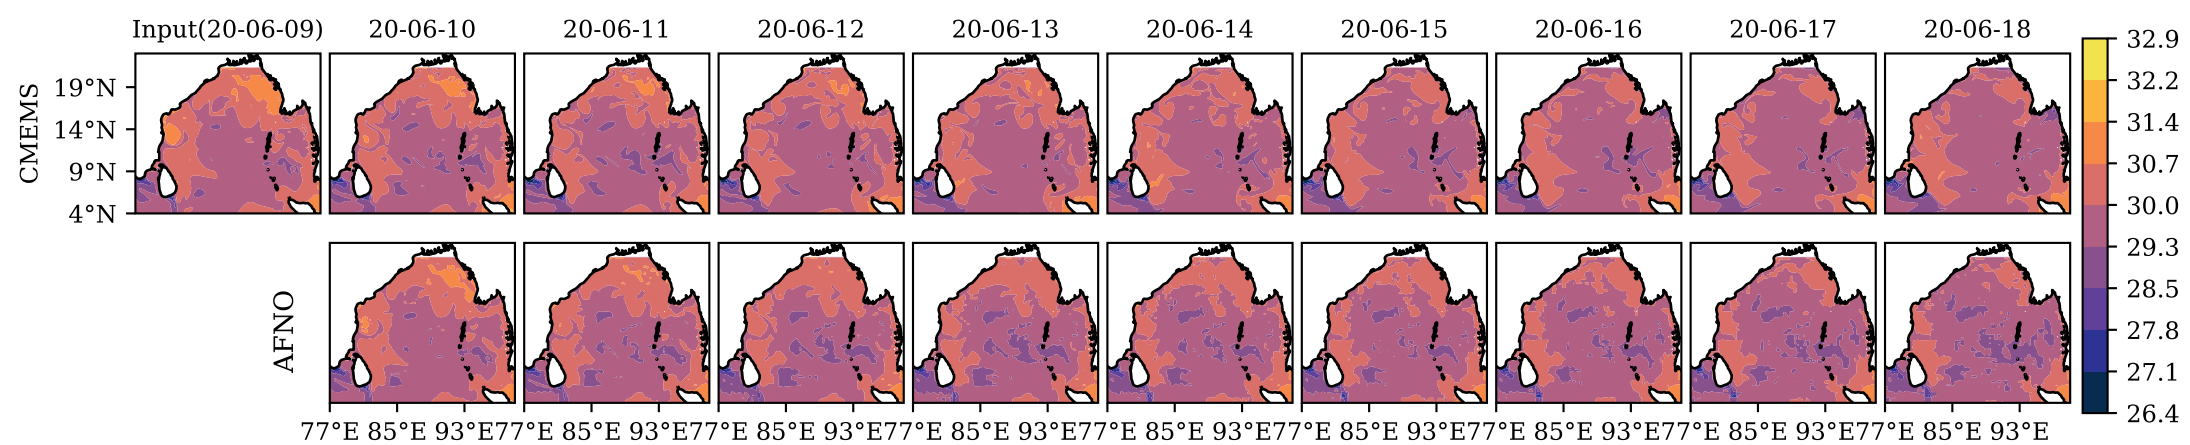 Input(20-06-09) 20-06-10 20-06-11 20-06-12 20-06-13 20-06-14 20-06-15 20-06-16 20-06-17 20-06-18
CMEMS
19°N
14°N
9°N
4°N
AFNO
77°E 85°E 93°E77°E 85°E 93°E77°E 85°E 93°E77°E 85°E 93°E77°E 85°E 93°E77°E 85°E 93°E77°E 85°E 93°E77°E 85°E 93°E77°E 85°E 93°E
32.9
32.2
31.4
30.7
30.0
29.3
28.5
27.8
27.1
26.4